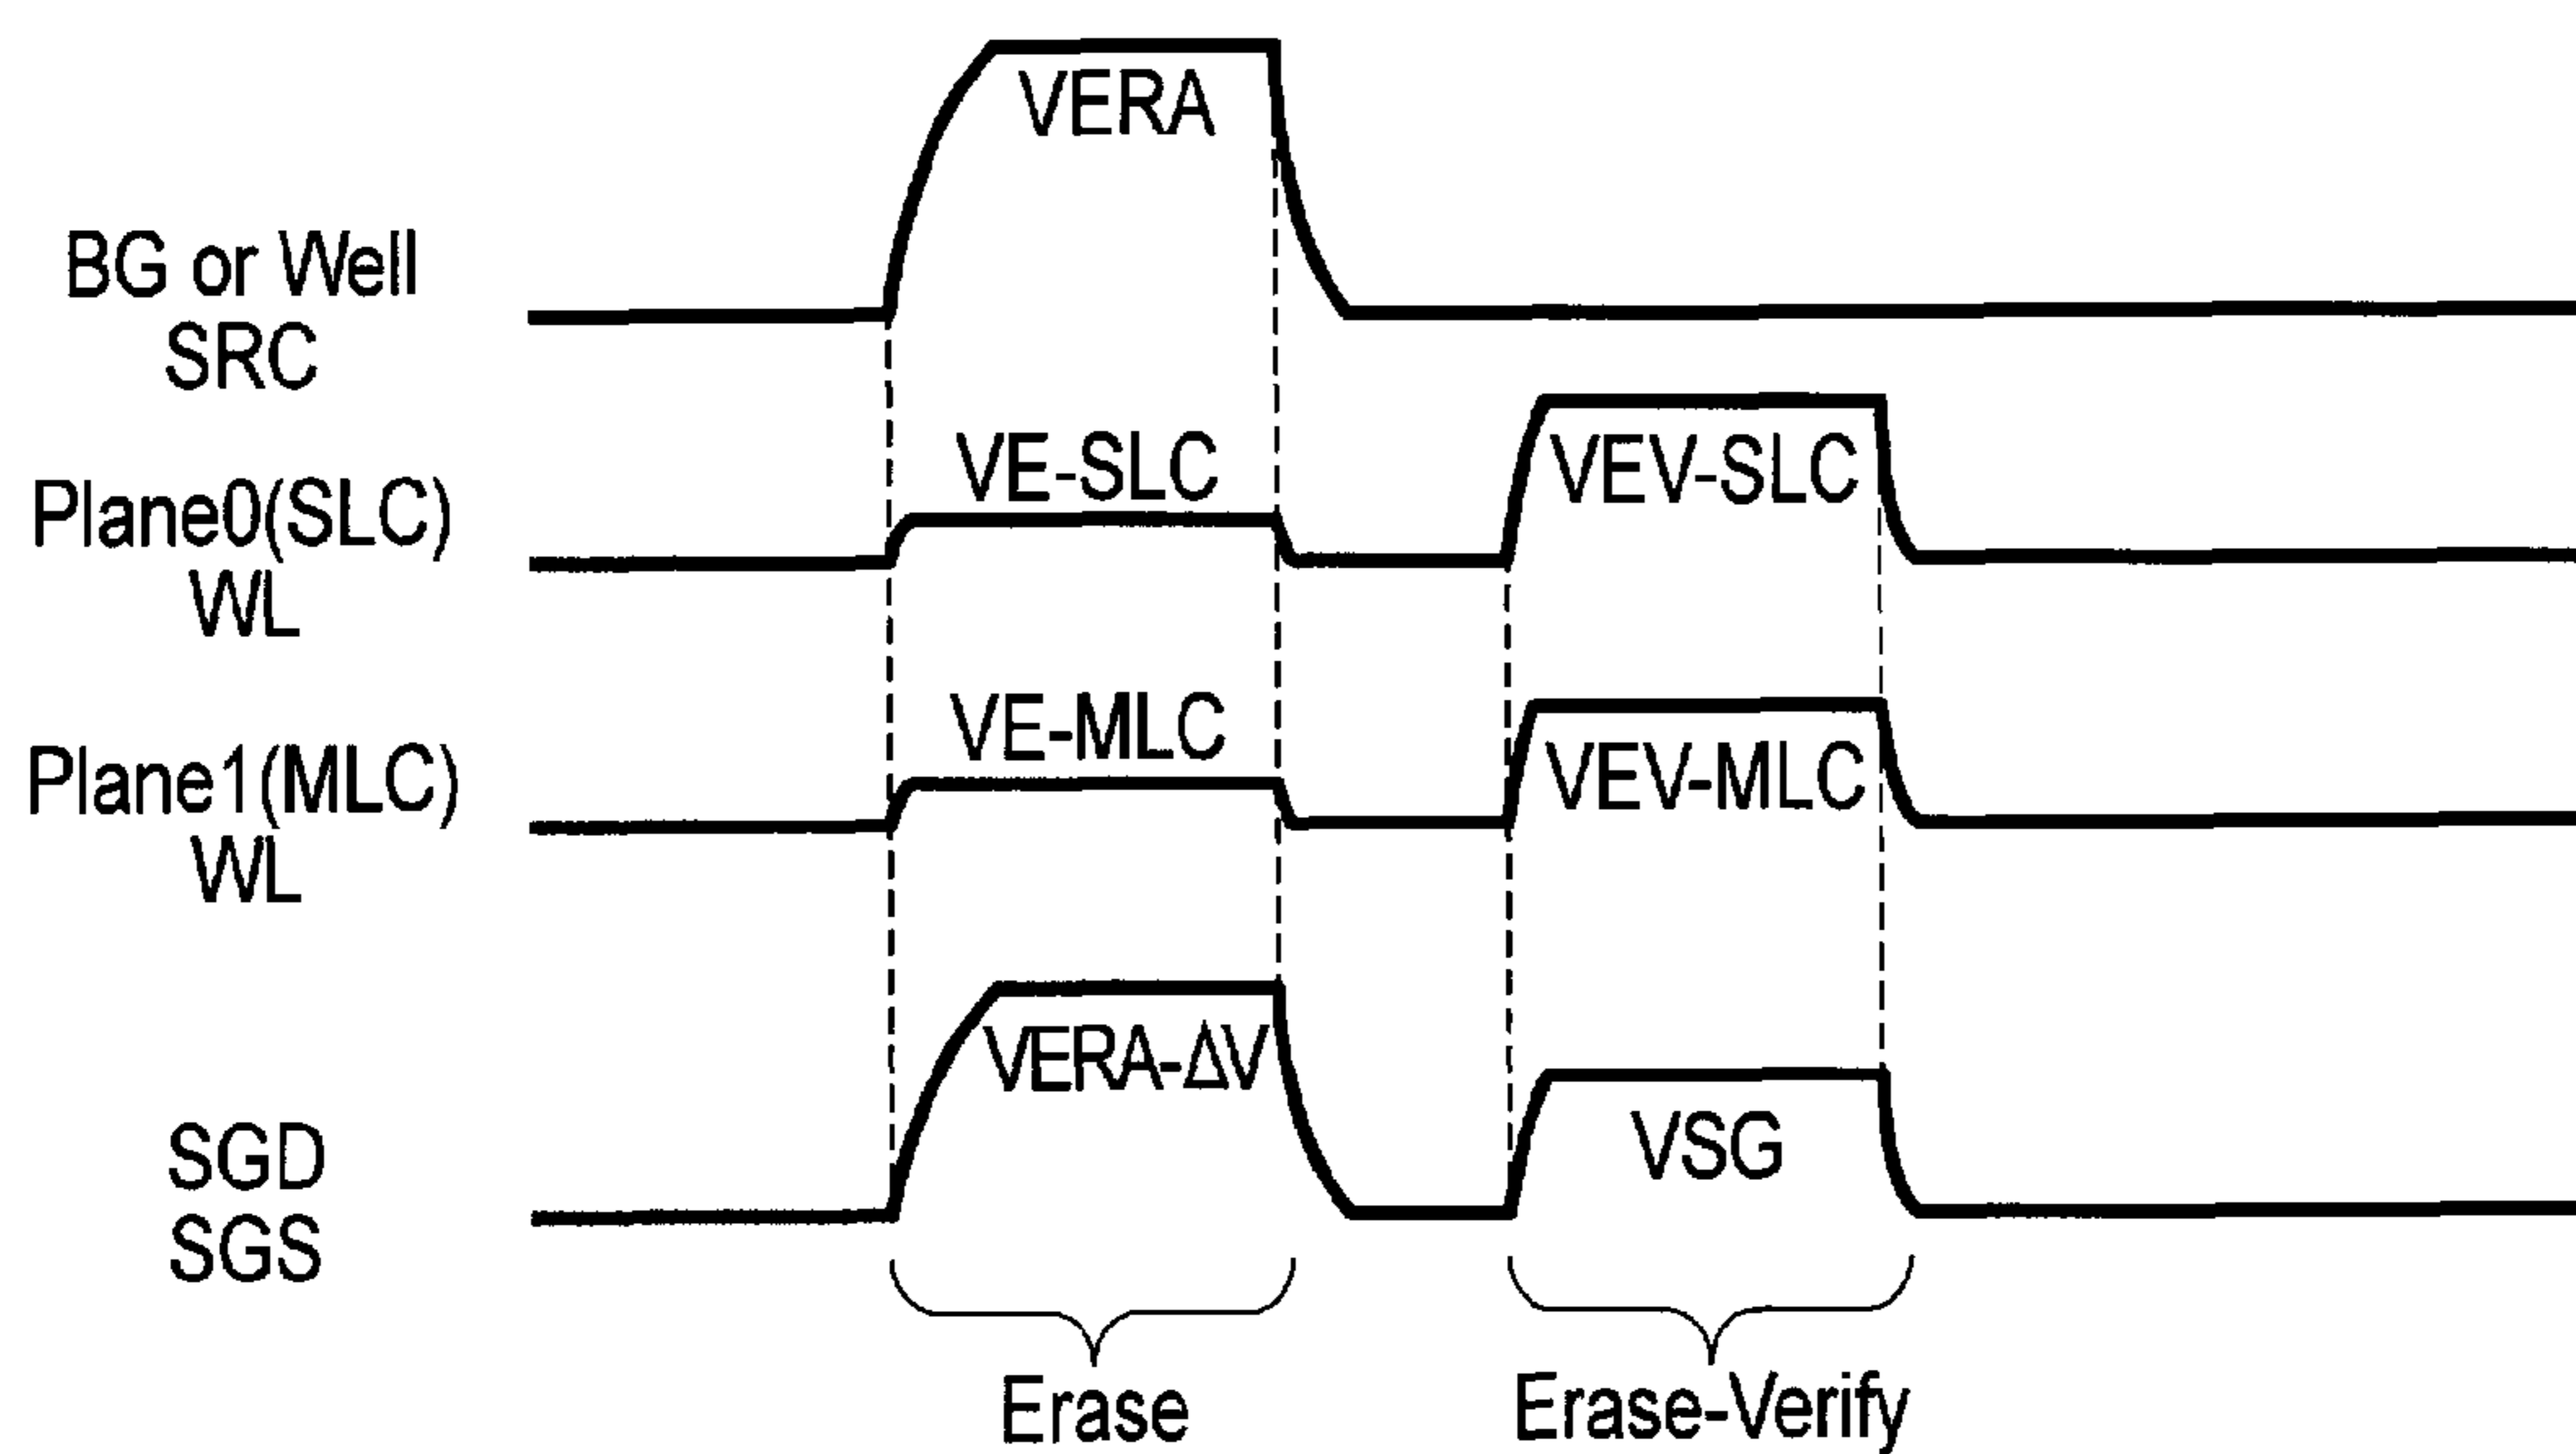 VERA
BG or Well
SRC
VE-SLC
VEV-SLC
Plane0(SLC)
WL
VE-MLC
VEV-MLC
Plane1(MLC)
WL
VERA-ΔV
VSG
SGD
SGS
Erase
Erase-Verify